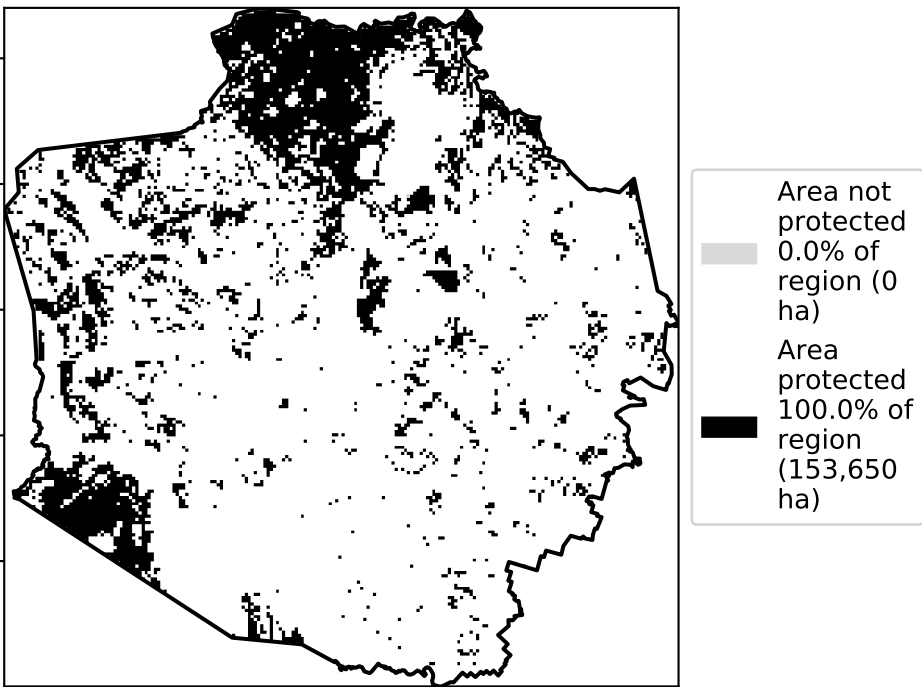 Area not
protected
0.0% of
region (0
ha)
Area
protected
100.0% of
region
(153,650
ha)